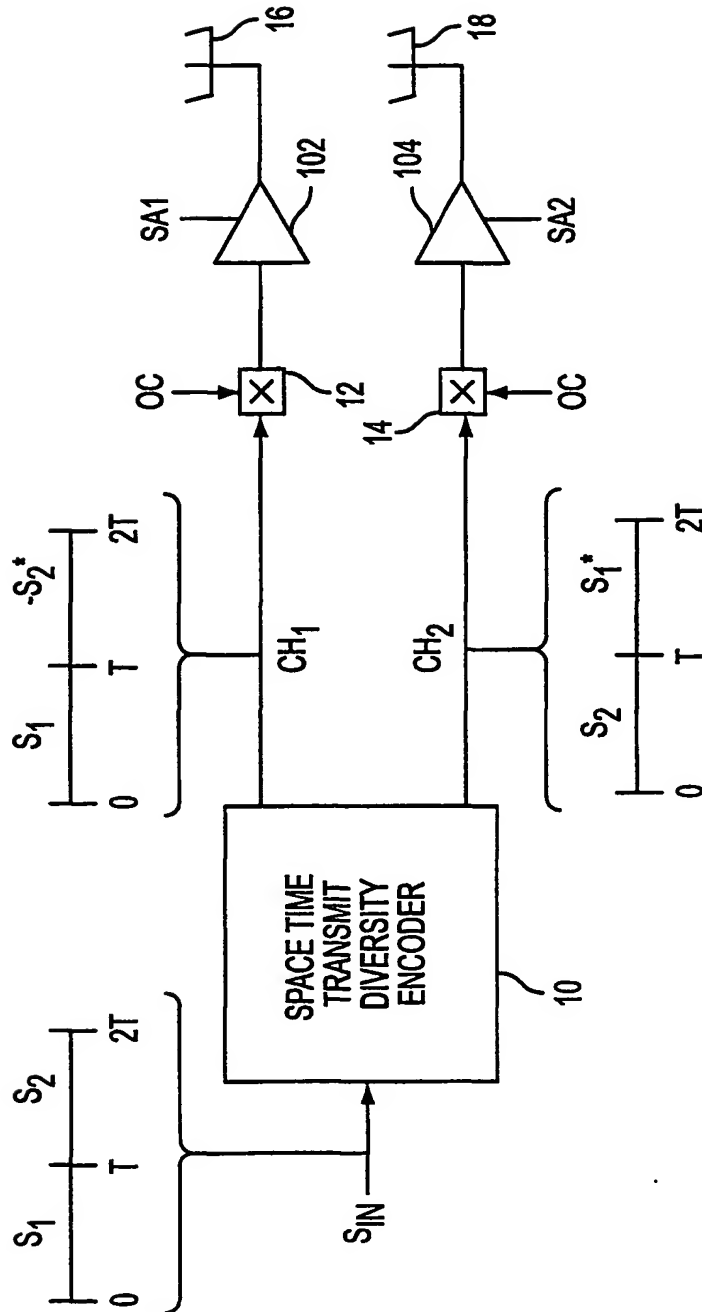 S1 S2
0 T 2T
SIN
SPACE TIME
TRANSMIT
DIVERSITY
ENCODER
10
S1 -S2*
0 T 2T
CH1
CH2
S2 S1*
0 T 2T
OC
12
14
OC
SA1
102
104
SA2
16
18